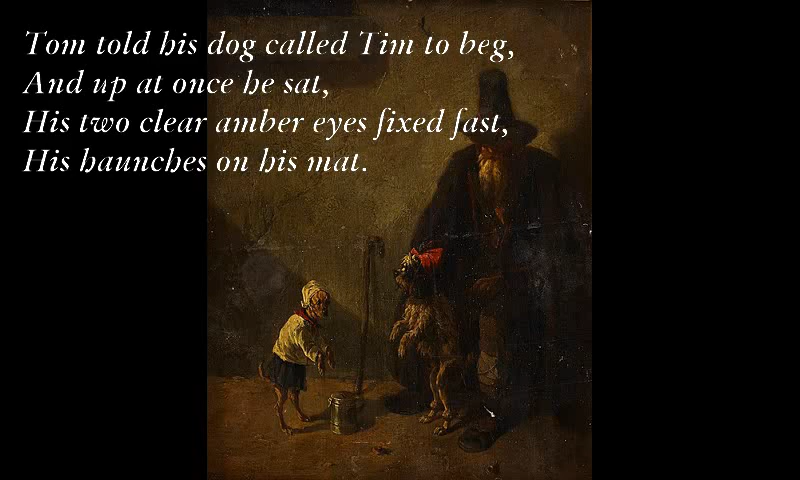 Tom told his dog called Tim to beg,
And up at once he sat,
His two clear amber eyes fixed fast,
His haunches on his mat.